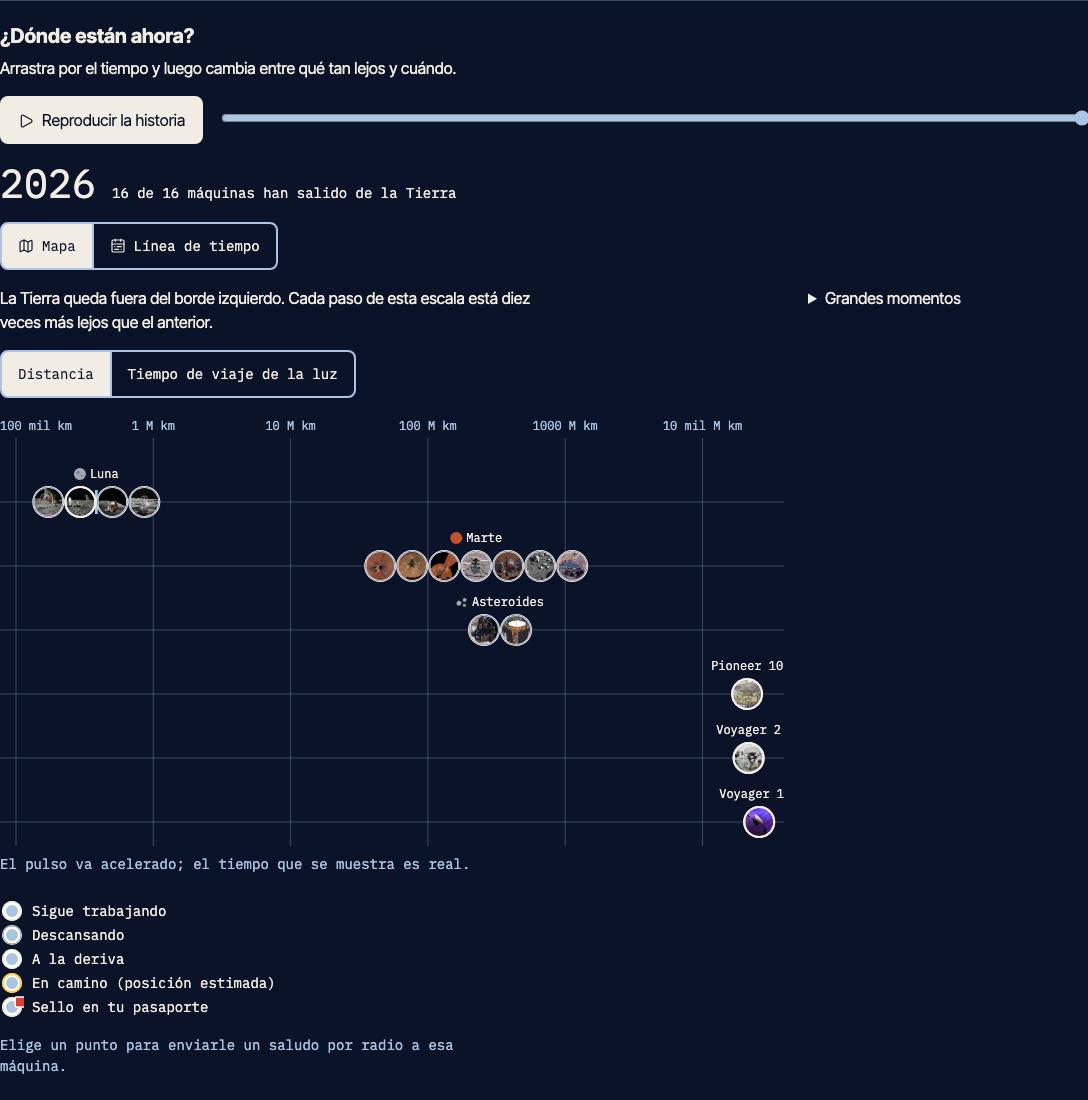 ¿Dónde están ahora?
Arrastra por el tiempo y luego cambia entre qué tan lejos y cuándo.
Reproducir la historia
2026 16 de 16 máquinas han salido de la Tierra
Mapa Línea de tiempo
La Tierra queda fuera del borde izquierdo. Cada paso de esta escala está diez
veces más lejos que el anterior.
Grandes momentos
Distancia Tiempo de viaje de la luz
100 mil km 1 M km 10 M km 100 M km 1000 M km 10 mil M km
Luna
Marte
Asteroides
Pioneer 10
Voyager 2
Voyager 1
El pulso va acelerado; el tiempo que se muestra es real.
Sigue trabajando
Descansando
A la deriva
En camino (posición estimada)
Sello en tu pasaporte
Elige un punto para enviarle un saludo por radio a esa
máquina.